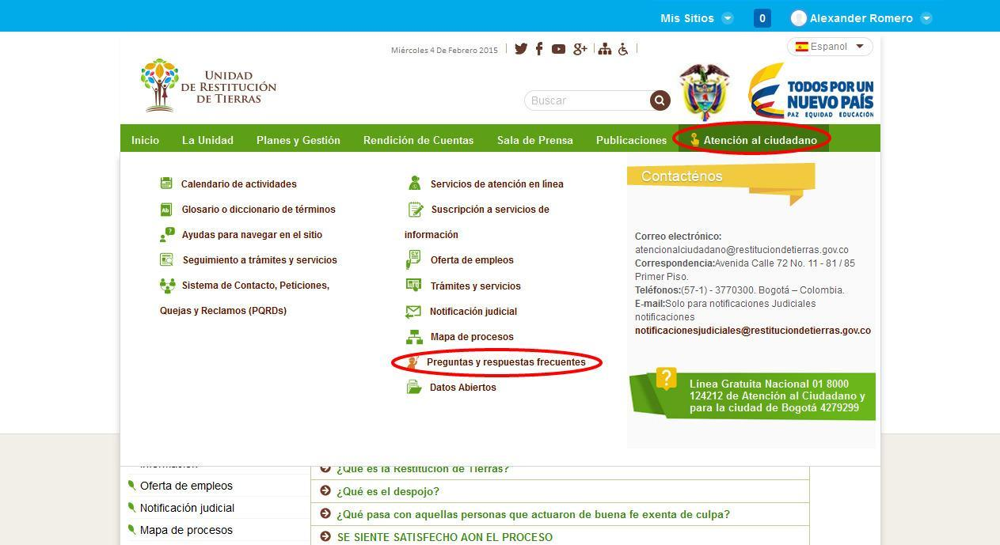 Mis Sitios
0
Alexander Romero
Miércoles 4 De Febrero 2015
Espanol
UNIDAD
DE RESTITUCIÓN
DE TIERRAS
Buscar
TODOS POR UN
NUEVO PAÍS
PAZ EQUIDAD EDUCACIÓN
Inicio
La Unidad
Planes y Gestión
Rendición de Cuentas
Sala de Prensa
Publicaciones
Atención al ciudadano
Calendario de actividades
Glosario o diccionario de términos
Ayudas para navegar en el sitio
Seguimiento a trámites y servicios
Sistema de Contacto, Peticiones,
Quejas y Reclamos (PQRDs)
Servicios de atención en línea
Suscripción a servicios de
información
Oferta de empleos
Trámites y servicios
Notificación judicial
Mapa de procesos
Preguntas y respuestas frecuentes
Datos Abiertos
Contacténos
Correo electrónico:
atencionalciudadano@restituciondetierras.gov.co
Correspondencia:Avenida Calle 72 No. 11 - 81 / 85
Primer Piso.
Teléfonos:(57-1) - 3770300. Bogotá – Colombia.
E-mail:Solo para notificaciones Judiciales
notificaciones
notificacionesjudiciales@restituciondetierras.gov.co
Línea Gratuita Nacional 01 8000
124212 de Atención al Ciudadano y
para la ciudad de Bogotá 4279299
información
Oferta de empleos
Notificación judicial
Mapa de procesos
¿Qué es la Restitución de Tierras?
¿Qué es el despojo?
¿Qué pasa con aquellas personas que actuaron de buena fe exenta de culpa?
SE SIENTE SATISFECHO AON EL PROCESO